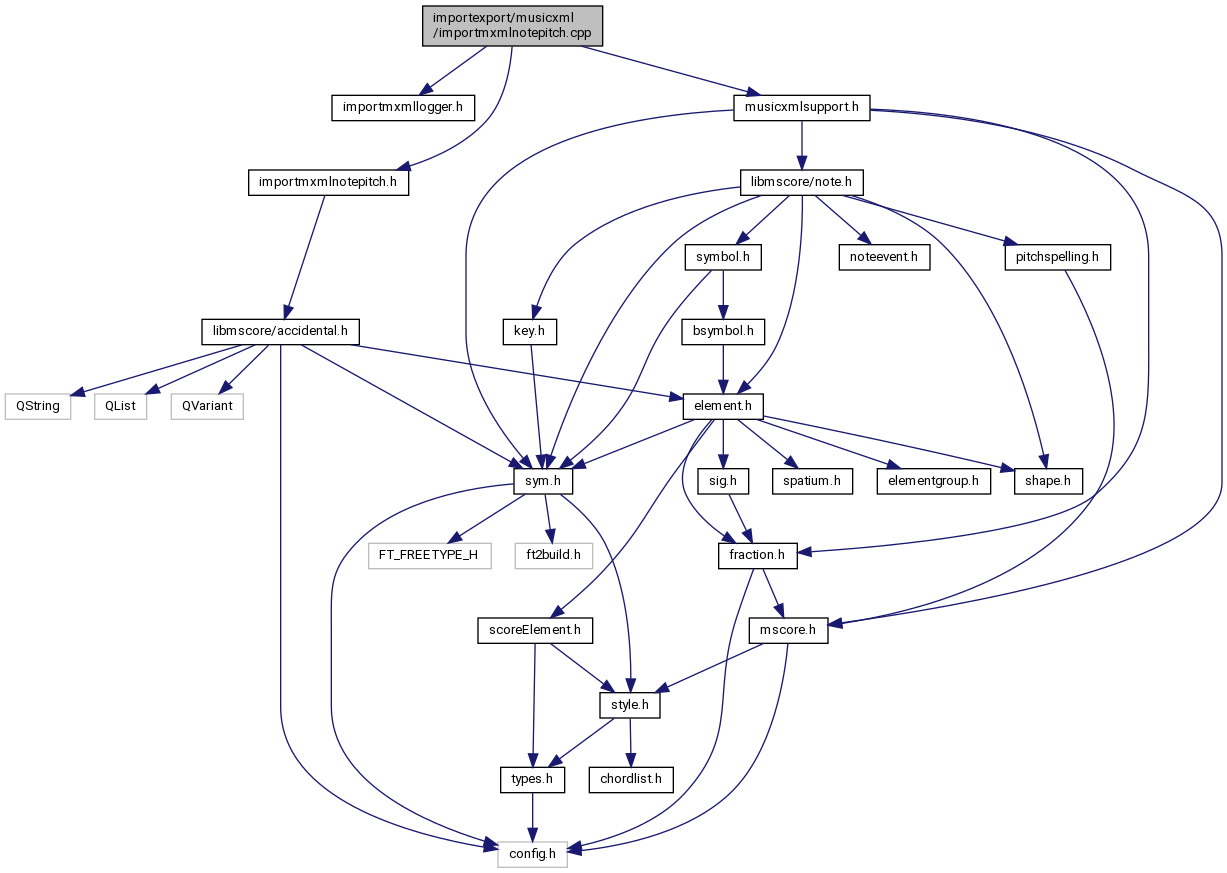 importexport/musicxml
/importmxmlnotepitch.cpp
importmxmllogger.h
musicxmlsupport.h
importmxmlnotepitch.h
libmscore/note.h
symbol.h
noteevent.h
pitchspelling.h
libmscore/accidental.h
key.h
bsymbol.h
QString
QList
QVariant
element.h
sym.h
sig.h
spatium.h
elementgroup.h
shape.h
FT_FREETYPE_H
ft2build.h
fraction.h
scoreElement.h
mscore.h
style.h
types.h
chordlist.h
config.h